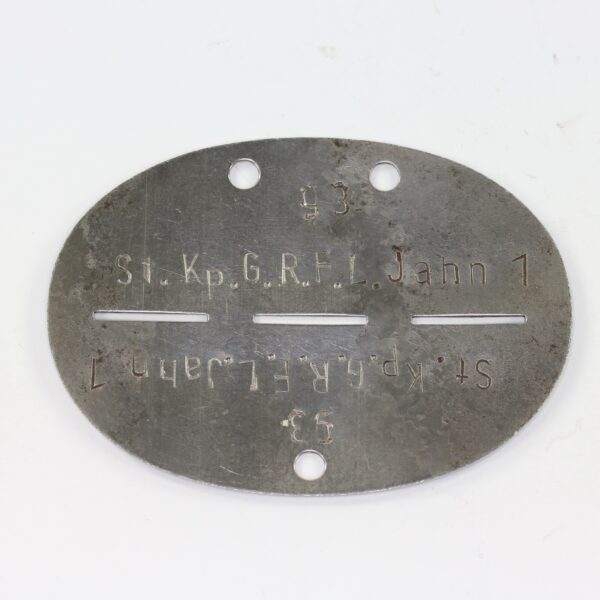 93
St. Kp. G. R. F. L. Jahn 1
St. Kp. G. R. F. L. Jahn 1
93